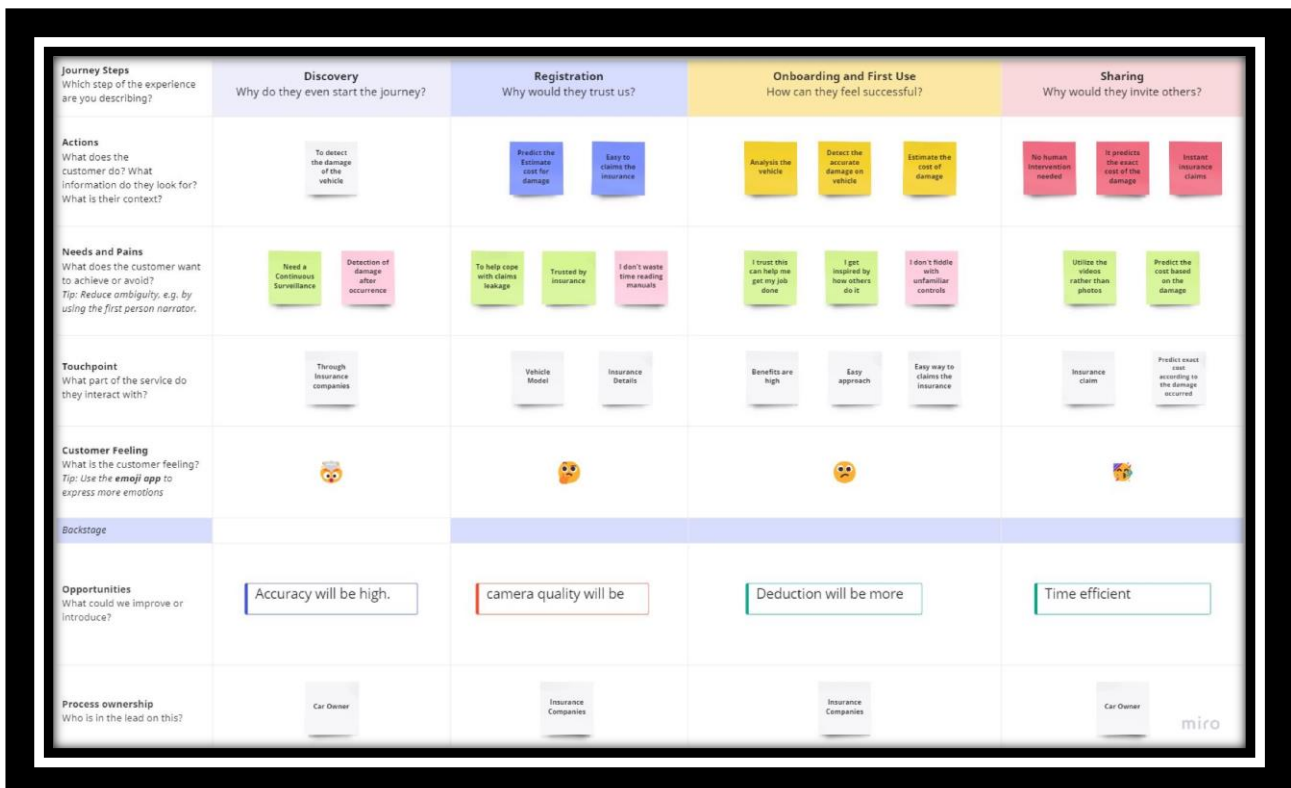 Journey Steps
Which step of the experience
are you describing?
Discovery
Why do they even start the journey?
Registration
Why would they trust us?
Onboarding and First Use
How can they feel successful?
Sharing
Why would they invite others?
Actions
What does the
customer do? What
information do they look for?
What is their context?
To detect
the damage
of the
vehicle
Predict the
Estimate
cost for
damage
Easy to
claims the
insurance
Analysis the
vehicle
Detect the
accurate
damage on
vehicle
Estimate the
cost of
damage
No human
Intervention
needed
It predicts
the exact
cost of the
damage
Instant
insurance
claims
Needs and Pains
What does the customer want
to achieve or avoid?
Tip: Reduce ambiguity, e.g. by
using the first person narrator.
Need a
Continuous
Surveillance
Detection of
damage
after
occurrence
To help cope
with claims
leakage
Trusted by
insurance
I don't waste
time reading
manuals
I trust this
can help me
get my job
done
I get
inspired by
how others
do it
I don't fiddle
with
unfamiliar
controls
Utilize the
videos
rather than
photos
Predict the
cost based
on the
damage
Touchpoint
What part of the service do
they interact with?
Through
Insurance
companies
Vehicle
Model
Insurance
Details
Benefits are
high
Easy
approach
Easy way to
claims the
insurance
Insurance
claim
Predict exact
cost
according to
the damage
occurred
Customer Feeling
What is the customer feeling?
Tip: Use the emoji app to
express more emotions
Backstage
Opportunities
What could we improve or
introduce?
Accuracy will be high.
camera quality will be
Deduction will be more
Time efficient
Process ownership
Who is in the lead on this?
Car Owner
Insurance
Companies
Insurance
Companies
Car Owner
miro